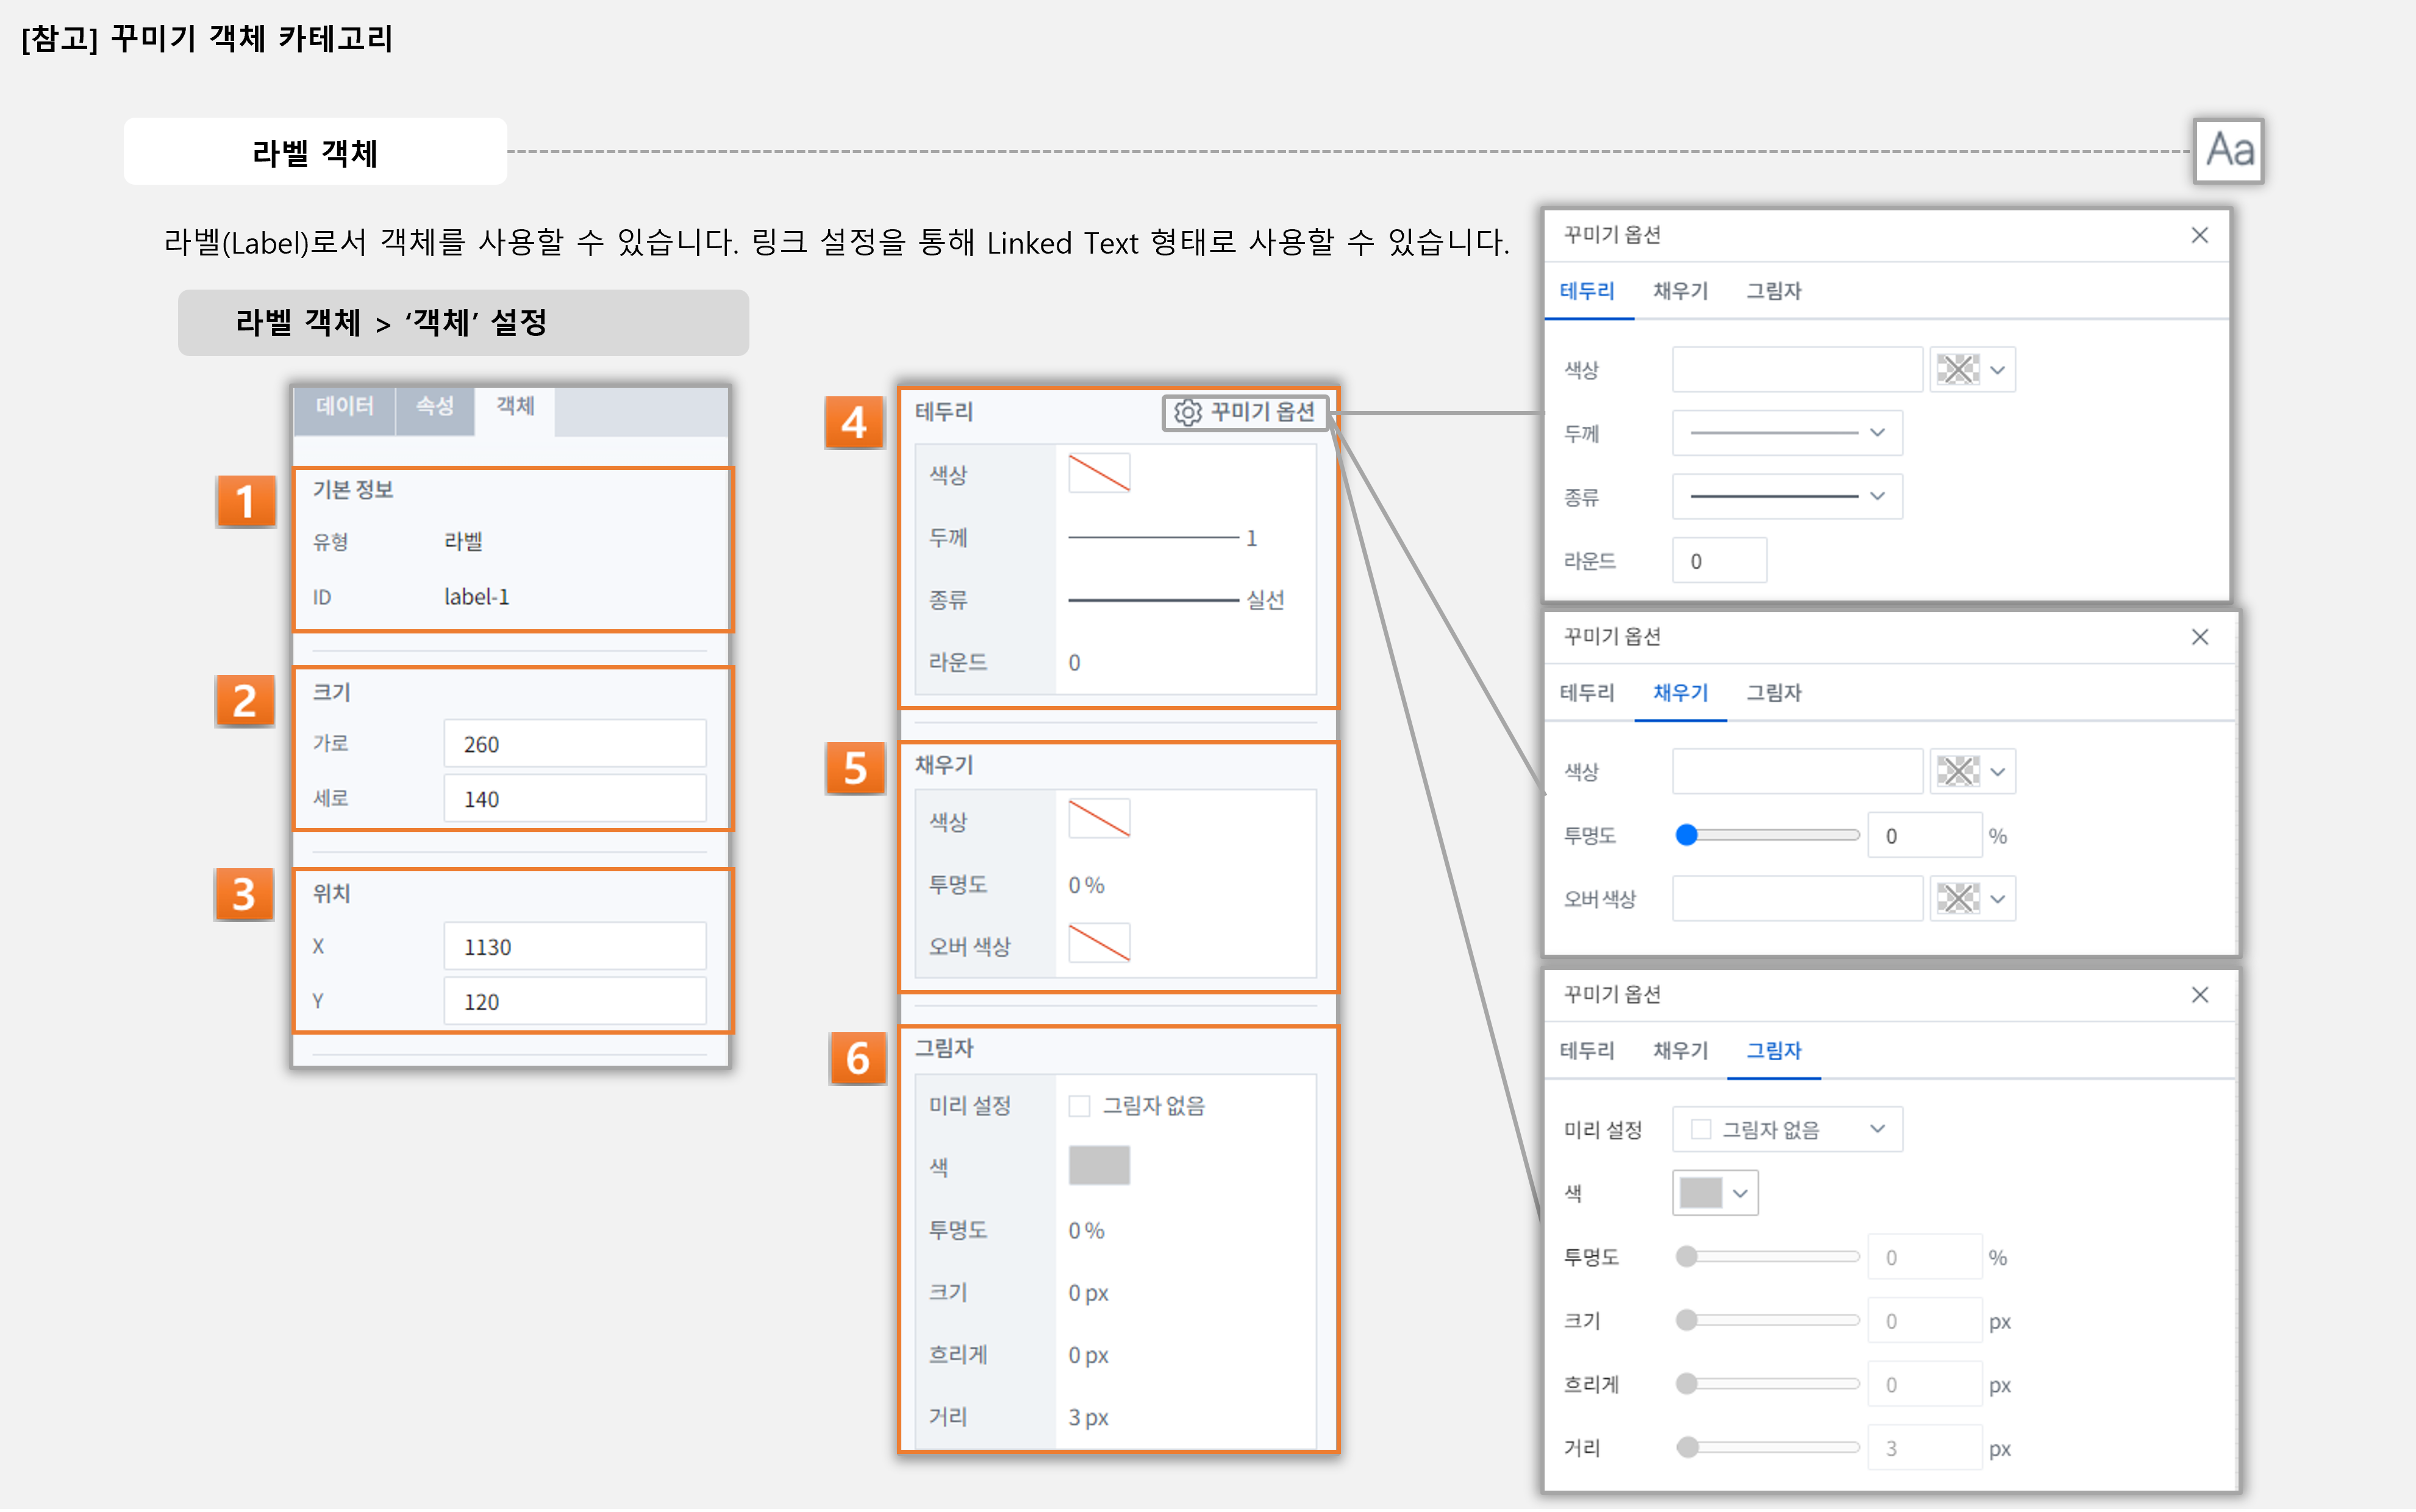 [참고] 꾸미기 객체 카테고리
라벨 객체
Aa
라벨(Label)로서 객체를 사용할 수 있습니다. 링크 설정을 통해 Linked Text 형태로 사용할 수 있습니다.
라벨 객체 > ‘객체’ 설정
데이터 속성 객체
1
기본 정보
유형 라벨
ID label-1
2
크기
가로 260
세로 140
3
위치
X 1130
Y 120
4
테두리 꾸미기 옵션
색상
두께 1
종류 실선
라운드 0
5
채우기
색상
투명도 0 %
오버 색상
6
그림자
미리 설정 그림자 없음
색
투명도 0 %
크기 0 px
흐리게 0 px
거리 3 px
꾸미기 옵션
테두리 채우기 그림자
색상
두께
종류
라운드 0
꾸미기 옵션
테두리 채우기 그림자
색상
투명도 0 %
오버 색상
꾸미기 옵션
테두리 채우기 그림자
미리 설정 그림자 없음
색
투명도 0 %
크기 0 px
흐리게 0 px
거리 3 px